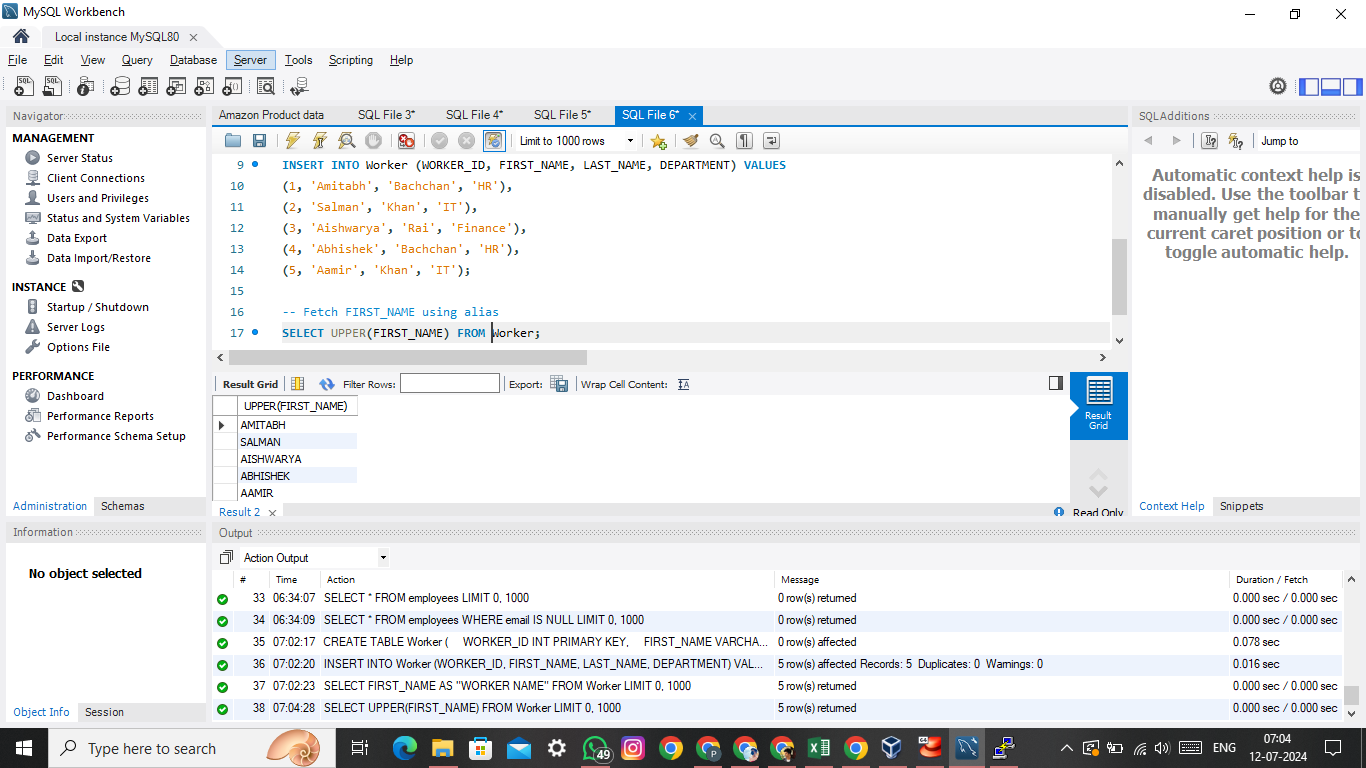 MySQL Workbench
Local instance MySQL80
File Edit View Query Database Server Tools Scripting Help
Navigator
MANAGEMENT
Server Status
Client Connections
Users and Privileges
Status and System Variables
Data Export
Data Import/Restore
INSTANCE
Startup / Shutdown
Server Logs
Options File
PERFORMANCE
Dashboard
Performance Reports
Performance Schema Setup
Administration Schemas
Information
No object selected
Object Info Session
Amazon Product data SQL File 3* SQL File 4* SQL File 5* SQL File 6*
Limit to 1000 rows
9 INSERT INTO Worker (WORKER_ID, FIRST_NAME, LAST_NAME, DEPARTMENT) VALUES
10 (1, 'Amitabh', 'Bachchan', 'HR'),
11 (2, 'Salman', 'Khan', 'IT'),
12 (3, 'Aishwarya', 'Rai', 'Finance'),
13 (4, 'Abhishek', 'Bachchan', 'HR'),
14 (5, 'Aamir', 'Khan', 'IT');
15
16 -- Fetch FIRST_NAME using alias
17 SELECT UPPER(FIRST_NAME) FROM Worker;
Result Grid Filter Rows: Export: Wrap Cell Content:
UPPER(FIRST_NAME)
AMITABH
SALMAN
AISHWARYA
ABHISHEK
AAMIR
Result Grid
Result 2 Read Only
SQLAdditions
Jump to
Automatic context help is
disabled. Use the toolbar t
manually get help for the
current caret position or to
toggle automatic help.
Context Help Snippets
Output
Action Output
# Time Action Message Duration / Fetch
33 06:34:07 SELECT * FROM employees LIMIT 0, 1000 0 row(s) returned 0.000 sec / 0.000 sec
34 06:34:09 SELECT * FROM employees WHERE email IS NULL LIMIT 0, 1000 0 row(s) returned 0.000 sec / 0.000 sec
35 07:02:17 CREATE TABLE Worker ( WORKER_ID INT PRIMARY KEY, FIRST_NAME VARCHA... 0 row(s) affected 0.078 sec
36 07:02:20 INSERT INTO Worker (WORKER_ID, FIRST_NAME, LAST_NAME, DEPARTMENT) VAL... 5 row(s) affected Records: 5 Duplicates: 0 Warnings: 0 0.016 sec
37 07:02:23 SELECT FIRST_NAME AS "WORKER NAME" FROM Worker LIMIT 0, 1000 5 row(s) returned 0.000 sec / 0.000 sec
38 07:04:28 SELECT UPPER(FIRST_NAME) FROM Worker LIMIT 0, 1000 5 row(s) returned 0.000 sec / 0.000 sec
Type here to search
49
ENG
07:04
12-07-2024